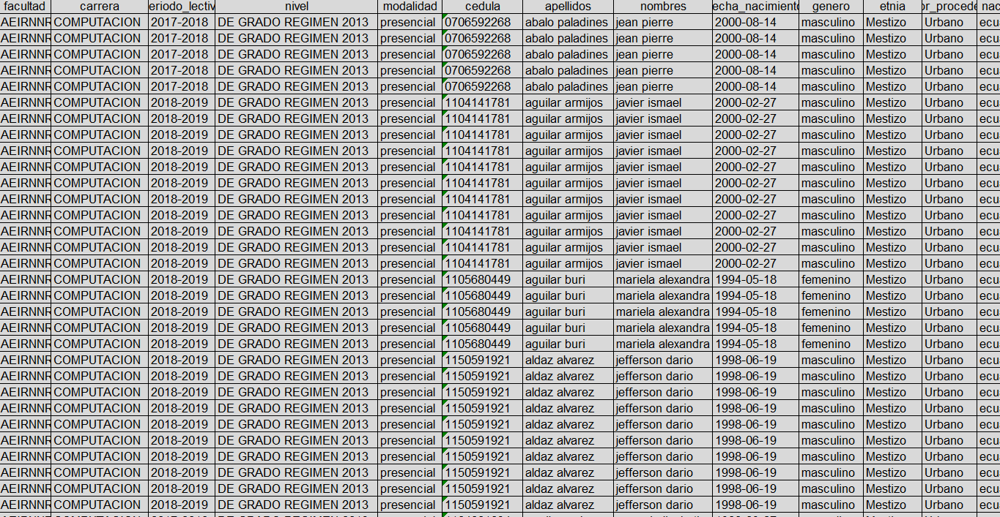 facultad carrera eriodo_lectiv nivel modalidad cedula apellidos nombres echa_nacimiento genero etnia or_procede nac
AEIRNNR COMPUTACION 2017-2018 DE GRADO REGIMEN 2013 presencial 0706592268 abalo paladines jean pierre 2000-08-14 masculino Mestizo Urbano ecu
AEIRNNR COMPUTACION 2017-2018 DE GRADO REGIMEN 2013 presencial 0706592268 abalo paladines jean pierre 2000-08-14 masculino Mestizo Urbano ecu
AEIRNNR COMPUTACION 2017-2018 DE GRADO REGIMEN 2013 presencial 0706592268 abalo paladines jean pierre 2000-08-14 masculino Mestizo Urbano ecu
AEIRNNR COMPUTACION 2017-2018 DE GRADO REGIMEN 2013 presencial 0706592268 abalo paladines jean pierre 2000-08-14 masculino Mestizo Urbano ecu
AEIRNNR COMPUTACION 2017-2018 DE GRADO REGIMEN 2013 presencial 0706592268 abalo paladines jean pierre 2000-08-14 masculino Mestizo Urbano ecu
AEIRNNR COMPUTACION 2018-2019 DE GRADO REGIMEN 2013 presencial 1104141781 aguilar armijos javier ismael 2000-02-27 masculino Mestizo Urbano ecu
AEIRNNR COMPUTACION 2018-2019 DE GRADO REGIMEN 2013 presencial 1104141781 aguilar armijos javier ismael 2000-02-27 masculino Mestizo Urbano ecu
AEIRNNR COMPUTACION 2018-2019 DE GRADO REGIMEN 2013 presencial 1104141781 aguilar armijos javier ismael 2000-02-27 masculino Mestizo Urbano ecu
AEIRNNR COMPUTACION 2018-2019 DE GRADO REGIMEN 2013 presencial 1104141781 aguilar armijos javier ismael 2000-02-27 masculino Mestizo Urbano ecu
AEIRNNR COMPUTACION 2018-2019 DE GRADO REGIMEN 2013 presencial 1104141781 aguilar armijos javier ismael 2000-02-27 masculino Mestizo Urbano ecu
AEIRNNR COMPUTACION 2018-2019 DE GRADO REGIMEN 2013 presencial 1104141781 aguilar armijos javier ismael 2000-02-27 masculino Mestizo Urbano ecu
AEIRNNR COMPUTACION 2018-2019 DE GRADO REGIMEN 2013 presencial 1104141781 aguilar armijos javier ismael 2000-02-27 masculino Mestizo Urbano ecu
AEIRNNR COMPUTACION 2018-2019 DE GRADO REGIMEN 2013 presencial 1104141781 aguilar armijos javier ismael 2000-02-27 masculino Mestizo Urbano ecu
AEIRNNR COMPUTACION 2018-2019 DE GRADO REGIMEN 2013 presencial 1104141781 aguilar armijos javier ismael 2000-02-27 masculino Mestizo Urbano ecu
AEIRNNR COMPUTACION 2018-2019 DE GRADO REGIMEN 2013 presencial 1104141781 aguilar armijos javier ismael 2000-02-27 masculino Mestizo Urbano ecu
AEIRNNR COMPUTACION 2018-2019 DE GRADO REGIMEN 2013 presencial 1104141781 aguilar armijos javier ismael 2000-02-27 masculino Mestizo Urbano ecu
AEIRNNR COMPUTACION 2018-2019 DE GRADO REGIMEN 2013 presencial 1105680449 aguilar buri mariela alexandra 1994-05-18 femenino Mestizo Urbano ecu
AEIRNNR COMPUTACION 2018-2019 DE GRADO REGIMEN 2013 presencial 1105680449 aguilar buri mariela alexandra 1994-05-18 femenino Mestizo Urbano ecu
AEIRNNR COMPUTACION 2018-2019 DE GRADO REGIMEN 2013 presencial 1105680449 aguilar buri mariela alexandra 1994-05-18 femenino Mestizo Urbano ecu
AEIRNNR COMPUTACION 2018-2019 DE GRADO REGIMEN 2013 presencial 1105680449 aguilar buri mariela alexandra 1994-05-18 femenino Mestizo Urbano ecu
AEIRNNR COMPUTACION 2018-2019 DE GRADO REGIMEN 2013 presencial 1105680449 aguilar buri mariela alexandra 1994-05-18 femenino Mestizo Urbano ecu
AEIRNNR COMPUTACION 2018-2019 DE GRADO REGIMEN 2013 presencial 1150591921 aldaz alvarez jefferson dario 1998-06-19 masculino Mestizo Urbano ecu
AEIRNNR COMPUTACION 2018-2019 DE GRADO REGIMEN 2013 presencial 1150591921 aldaz alvarez jefferson dario 1998-06-19 masculino Mestizo Urbano ecu
AEIRNNR COMPUTACION 2018-2019 DE GRADO REGIMEN 2013 presencial 1150591921 aldaz alvarez jefferson dario 1998-06-19 masculino Mestizo Urbano ecu
AEIRNNR COMPUTACION 2018-2019 DE GRADO REGIMEN 2013 presencial 1150591921 aldaz alvarez jefferson dario 1998-06-19 masculino Mestizo Urbano ecu
AEIRNNR COMPUTACION 2018-2019 DE GRADO REGIMEN 2013 presencial 1150591921 aldaz alvarez jefferson dario 1998-06-19 masculino Mestizo Urbano ecu
AEIRNNR COMPUTACION 2018-2019 DE GRADO REGIMEN 2013 presencial 1150591921 aldaz alvarez jefferson dario 1998-06-19 masculino Mestizo Urbano ecu
AEIRNNR COMPUTACION 2018-2019 DE GRADO REGIMEN 2013 presencial 1150591921 aldaz alvarez jefferson dario 1998-06-19 masculino Mestizo Urbano ecu
AEIRNNR COMPUTACION 2018-2019 DE GRADO REGIMEN 2013 presencial 1150591921 aldaz alvarez jefferson dario 1998-06-19 masculino Mestizo Urbano ecu
AEIRNNR COMPUTACION 2018-2019 DE GRADO REGIMEN 2013 presencial 1150591921 aldaz alvarez jefferson dario 1998-06-19 masculino Mestizo Urbano ecu
AEIRNNR COMPUTACION 2018-2019 DE GRADO REGIMEN 2013 presencial 1150591921 aldaz alvarez jefferson dario 1998-06-19 masculino Mestizo Urbano ecu